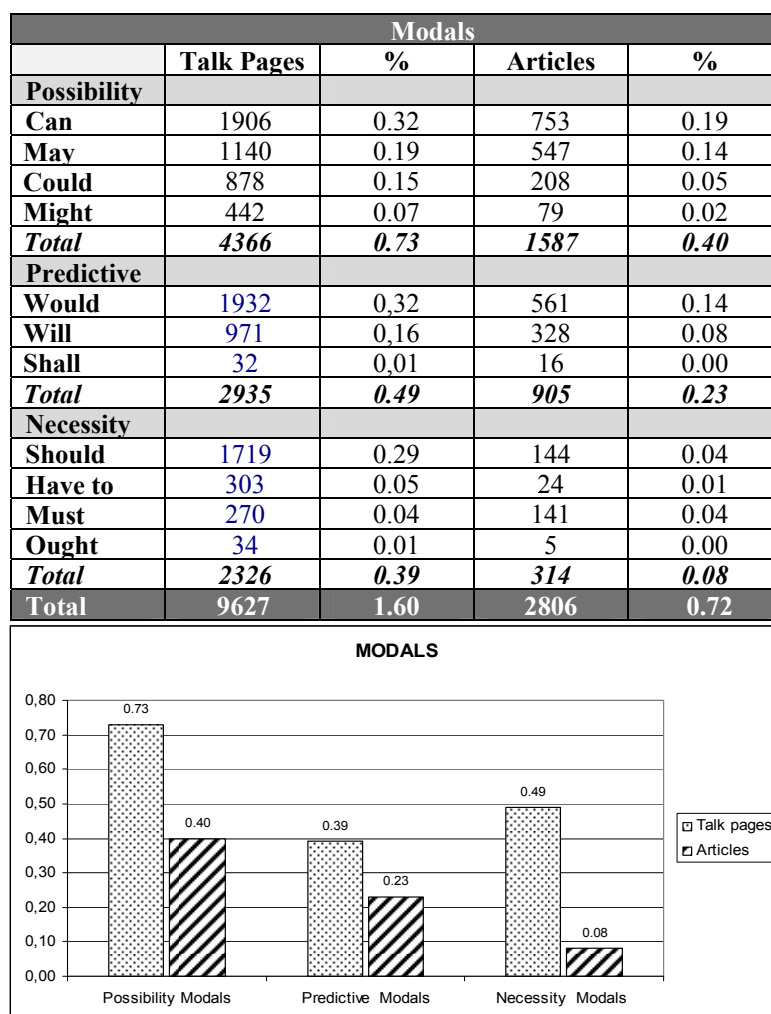 Modals
Talk Pages % Articles %
Possibility
Can 1906 0.32 753 0.19
May 1140 0.19 547 0.14
Could 878 0.15 208 0.05
Might 442 0.07 79 0.02
Total 4366 0.73 1587 0.40
Predictive
Would 1932 0,32 561 0.14
Will 971 0,16 328 0.08
Shall 32 0,01 16 0.00
Total 2935 0.49 905 0.23
Necessity
Should 1719 0.29 144 0.04
Have to 303 0.05 24 0.01
Must 270 0.04 141 0.04
Ought 34 0.01 5 0.00
Total 2326 0.39 314 0.08
Total 9627 1.60 2806 0.72
MODALS
0,80
0,70
0,60
0,50
0,40
0,30
0,20
0,10
0,00
0.73
0.40
0.39
0.23
0.49
0.08
Possibility Modals Predictive Modals Necessity Modals
Talk pages
Articles